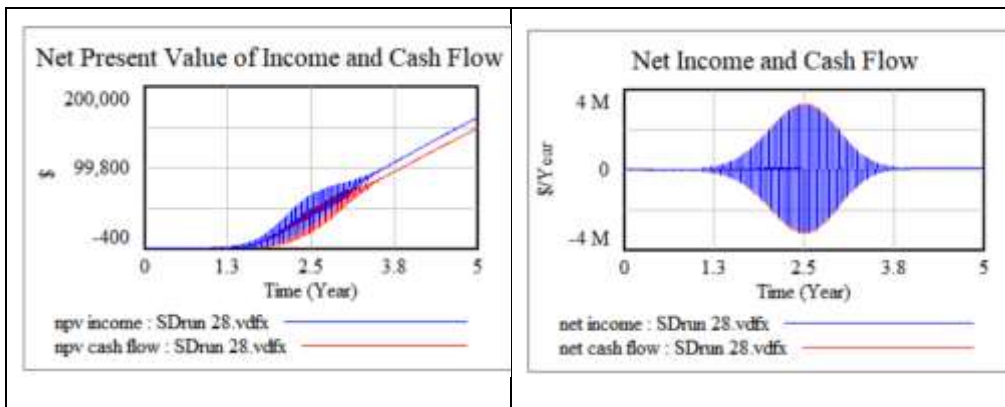 Net Present Value of Income and Cash Flow
200,000
99,800
-400
$
0 1.3 2.5 3.8 5
Time (Year)
npv income : SDrun 28.vdfx
npv cash flow : SDrun 28.vdfx
Net Income and Cash Flow
4 M
0
-4 M
$/Year
0 1.3 2.5 3.8 5
Time (Year)
net income : SDrun 28.vdfx
net cash flow : SDrun 28.vdfx